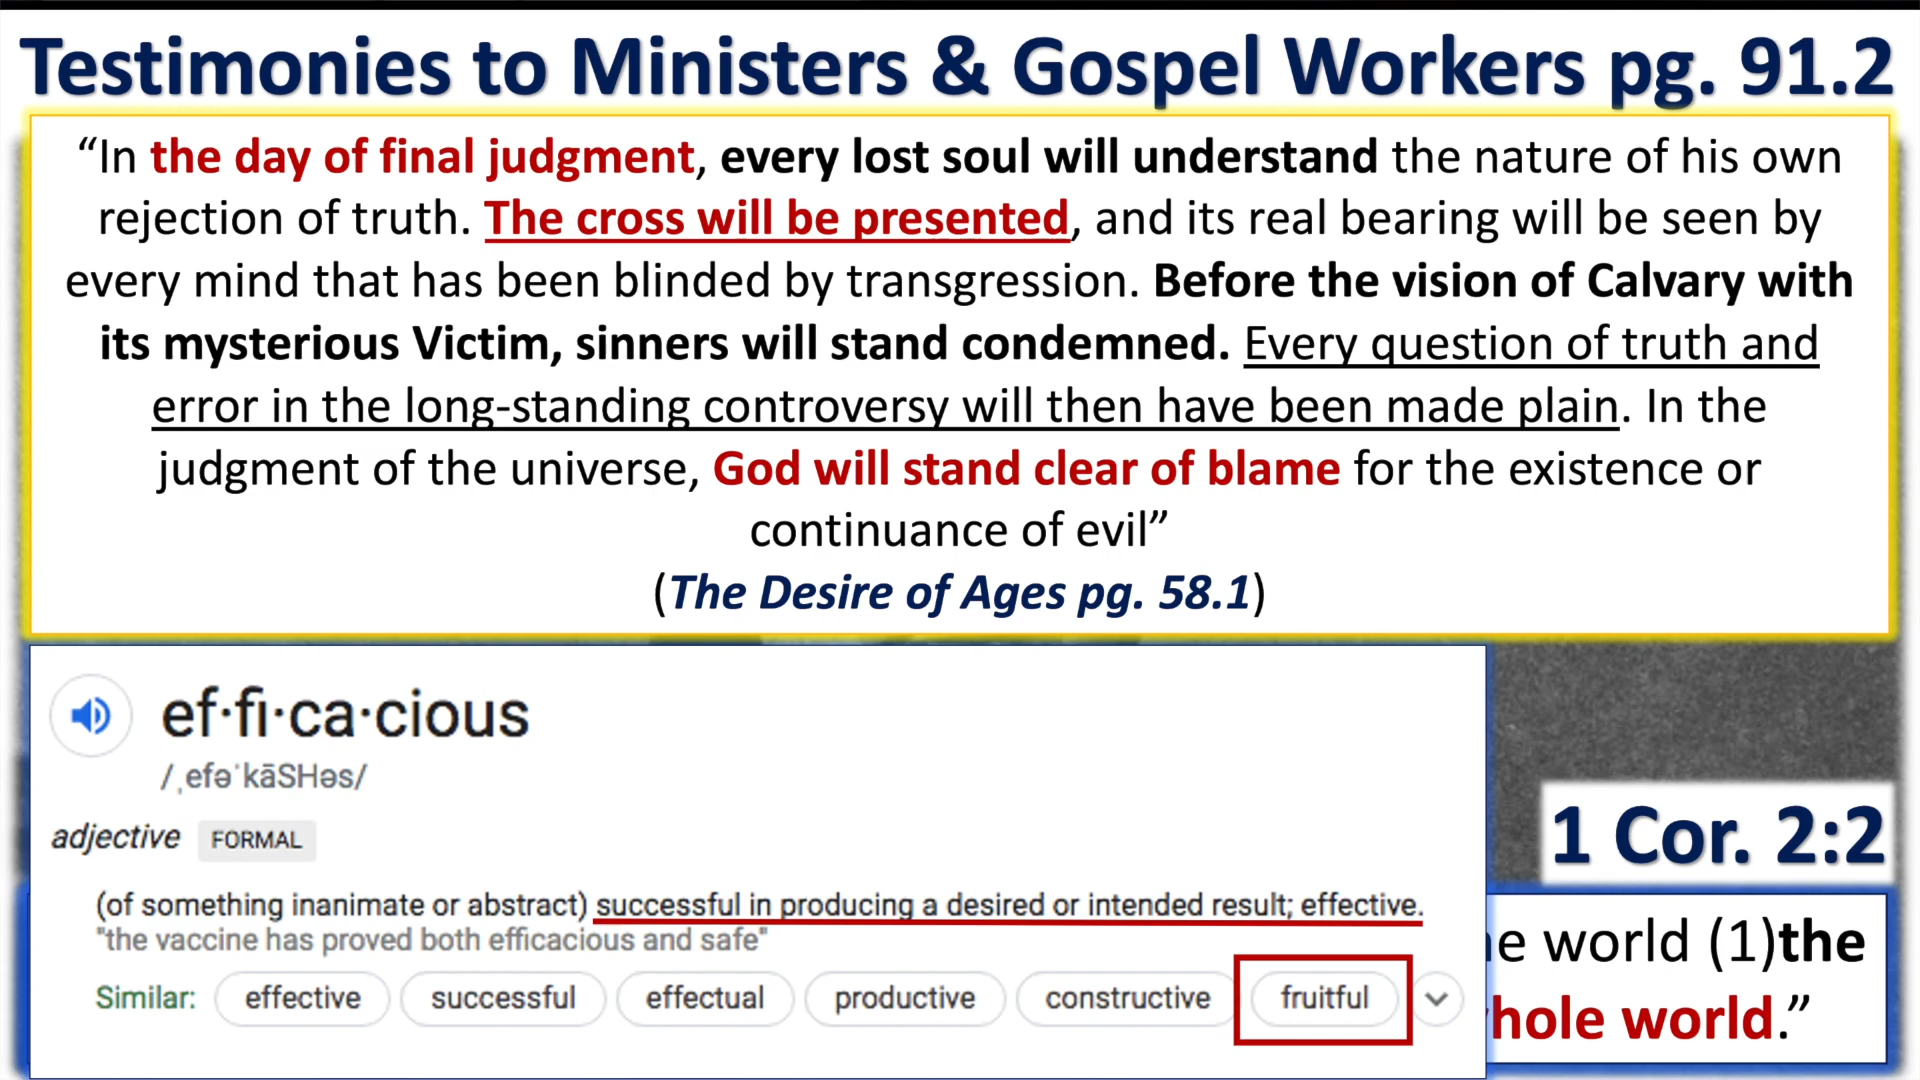 Testimonies to Ministers & Gospel Workers pg. 91.2
“In the day of final judgment, every lost soul will understand the nature of his own
rejection of truth. The cross will be presented, and its real bearing will be seen by
every mind that has been blinded by transgression. Before the vision of Calvary with
its mysterious Victim, sinners will stand condemned. Every question of truth and
error in the long-standing controversy will then have been made plain. In the
judgment of the universe, God will stand clear of blame for the existence or
continuance of evil”
(The Desire of Ages pg. 58.1)
ef·fi·ca·cious
/ˌefəˈkāSHəs/
adjective FORMAL
(of something inanimate or abstract) successful in producing a desired or intended result; effective.
"the vaccine has proved both efficacious and safe"
Similar: effective successful effectual productive constructive fruitful
1 Cor. 2:2
world (1)the
world.”